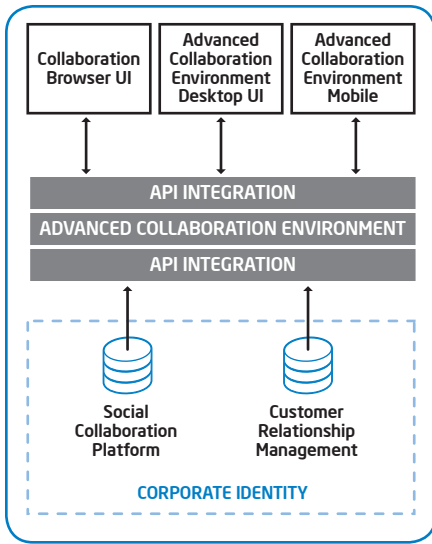 Collaboration
Browser UI
Advanced
Collaboration
Environment
Desktop UI
Advanced
Collaboration
Environment
Mobile
API INTEGRATION
ADVANCED COLLABORATION ENVIRONMENT
API INTEGRATION
Social
Collaboration
Platform
Customer
Relationship
Management
CORPORATE IDENTITY